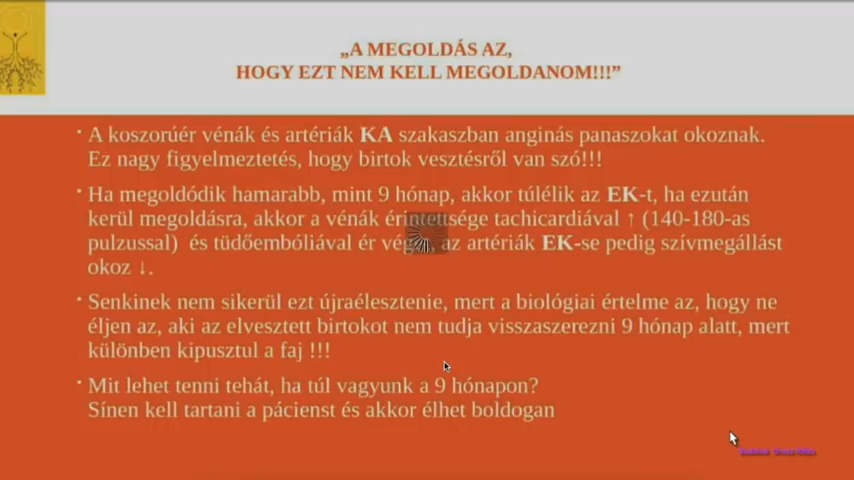 „A MEGOLDÁS AZ,
HOGY EZT NEM KELL MEGOLDANOM!!!”
· A koszorúér vénák és artériák KA szakaszban anginás panaszokat okoznak.
Ez nagy figyelmeztetés, hogy birtok vesztésről van szó!!!
· Ha megoldódik hamarabb, mint 9 hónap, akkor túlélik az EK-t, ha ezután
kerül megoldásra, akkor a vénák érintettsége tachicardiával ↑ (140-180-as
pulzussal) és tüdőembóliával ér az artériák EK-se pedig szívmegállást
okoz ↓.
· Senkinek nem sikerül ezt újraélesztenie, mert a biológiai értelme az, hogy ne
éljen az, aki az elvesztett birtokot nem tudja visszaszerezni 9 hónap alatt, mert
különben kipusztul a faj !!!
· Mit lehet tenni tehát, ha túl vagyunk a 9 hónapon?
Sínen kell tartani a pácienst és akkor élhet boldogan